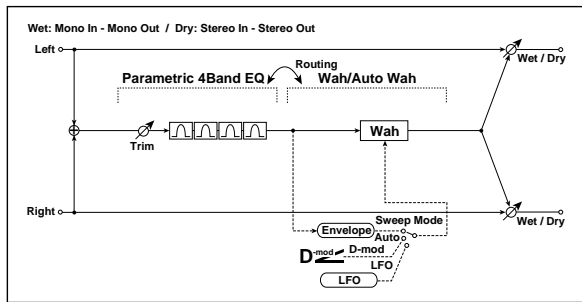 Wet: Mono In - Mono Out / Dry: Stereo In - Stereo Out
Left
Wet / Dry
Routing
Parametric 4Band EQ
Wah/Auto Wah
Trim
Wah
Right
Wet / Dry
Sweep Mode
Envelope
Auto
D-mod
D-mod
LFO
LFO